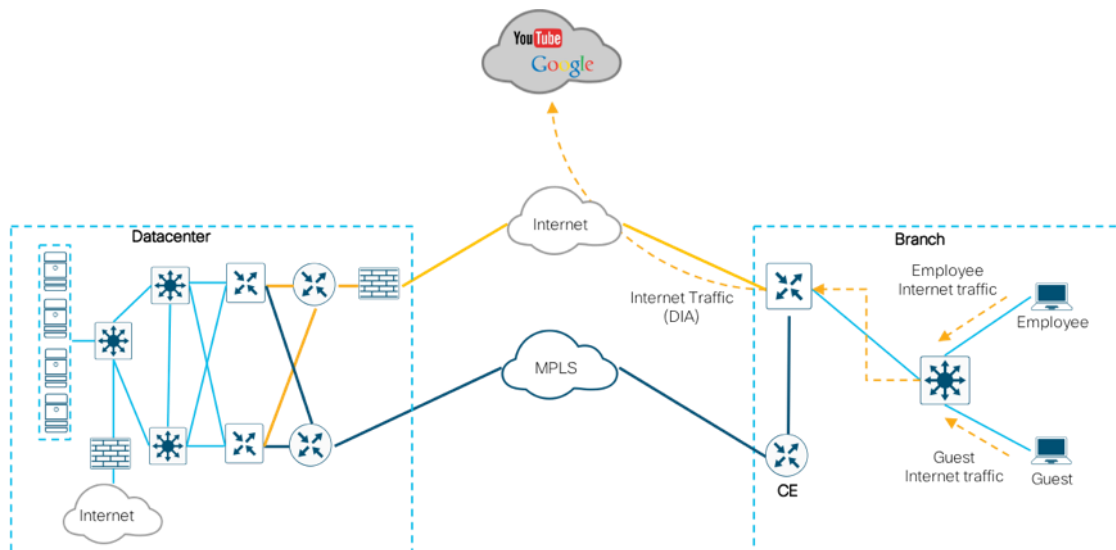 YouTube
Google
Internet
Datacenter
Branch
Employee
Internet traffic
Internet Traffic
(DIA)
Employee
MPLS
Guest
Internet traffic
Guest
CE
Internet